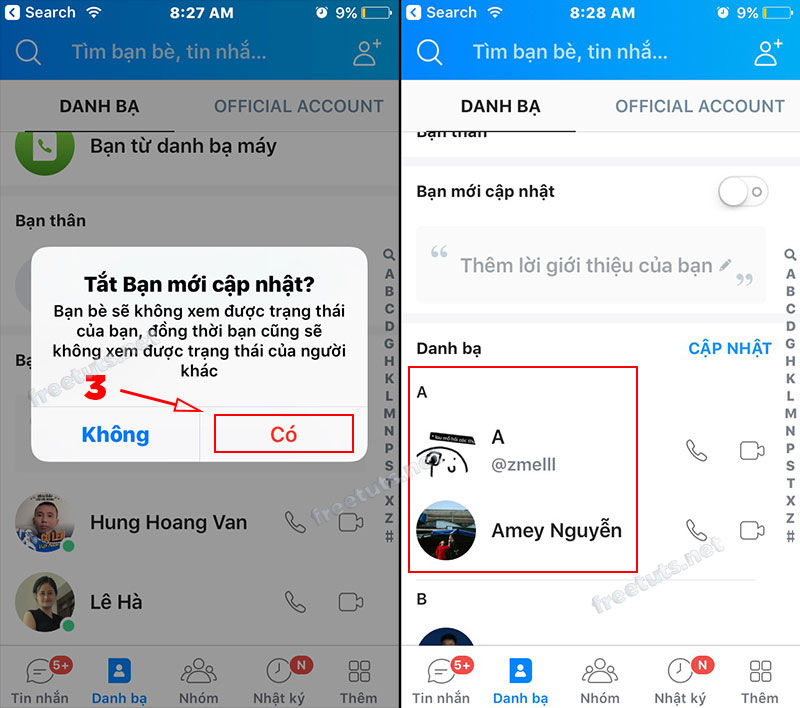 Search
8:27 AM
9%
Tìm bạn bè, tin nhắ...
DANH BẠ
OFFICIAL ACCOUNT
Bạn từ danh bạ máy
Bạn thân
Tắt Bạn mới cập nhật?
Bạn bè sẽ không xem được trạng thái
của bạn, đồng thời bạn cũng sẽ
không xem được trạng thái của người
khác
3
Không
Có
freetuts.net
Hung Hoang Van
Lê Hà
A
B
C
D
G
H
K
L
M
N
P
S
T
X
Z
#
5+
N
Tin nhắn
Danh bạ
Nhóm
Nhật ký
Thêm
Search
8:28 AM
9%
Tìm bạn bè, tin nhắ...
DANH BẠ
OFFICIAL ACCOUNT
Bạn thân
Bạn mới cập nhật
“
Thêm lời giới thiệu của bạn
”
Danh bạ
CẬP NHẬT
A
A
@zmelll
Amey Nguyễn
freetuts.net
B
A
B
C
D
G
H
K
L
M
N
P
S
T
X
Z
#
5+
N
Tin nhắn
Danh bạ
Nhóm
Nhật ký
Thêm
freetuts.net